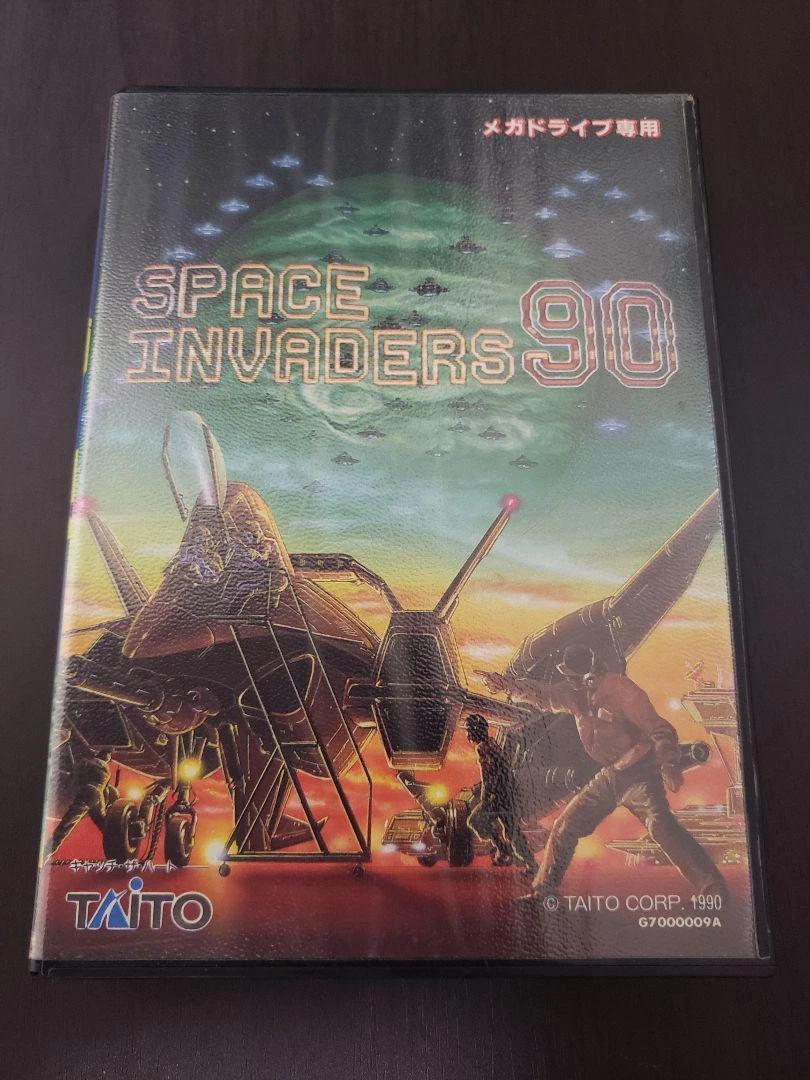 メガドライブ専用
SPACE
INVADERS 90
キャッチ・ザ・ハート
TAITO
© TAITO CORP. 1990
G7000009A